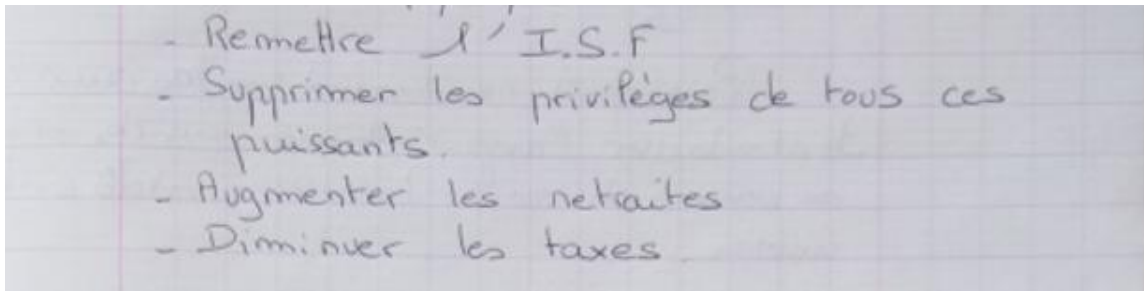 - Remettre l'I.S.F
- Supprimer les privilèges de tous ces
puissants.
- Augmenter les retraites
- Diminuer les taxes